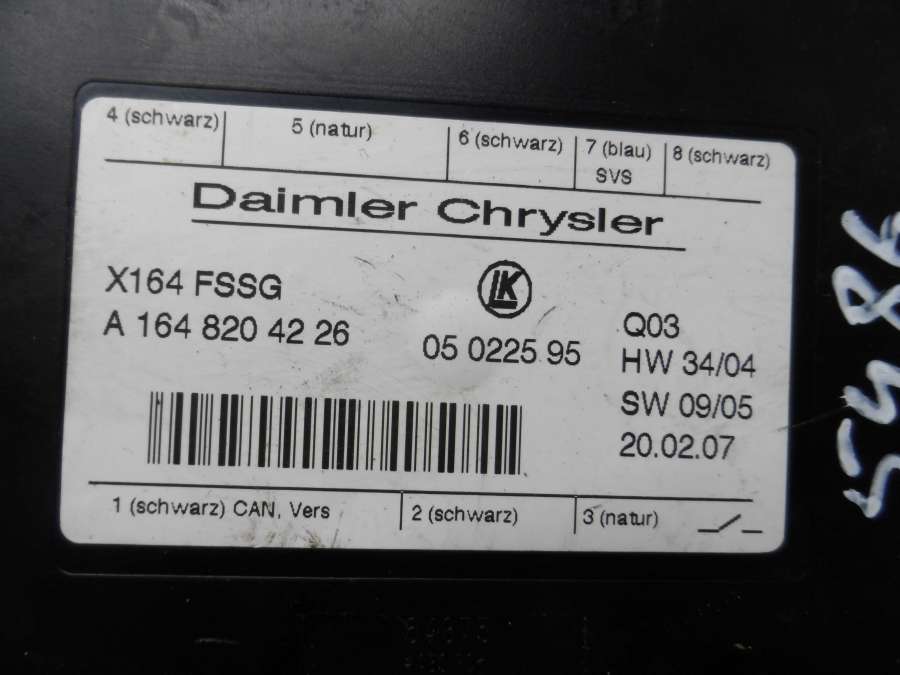 4 (schwarz) 5 (natur) 6 (schwarz) 7 (blau) 8 (schwarz)
SVS
Daimler Chrysler
X164 FSSG
LK
A 164 820 42 26
05 0225 95
Q03
HW 34/04
SW 09/05
20.02.07
1 (schwarz) CAN, Vers 2 (schwarz) 3 (natur)
5486